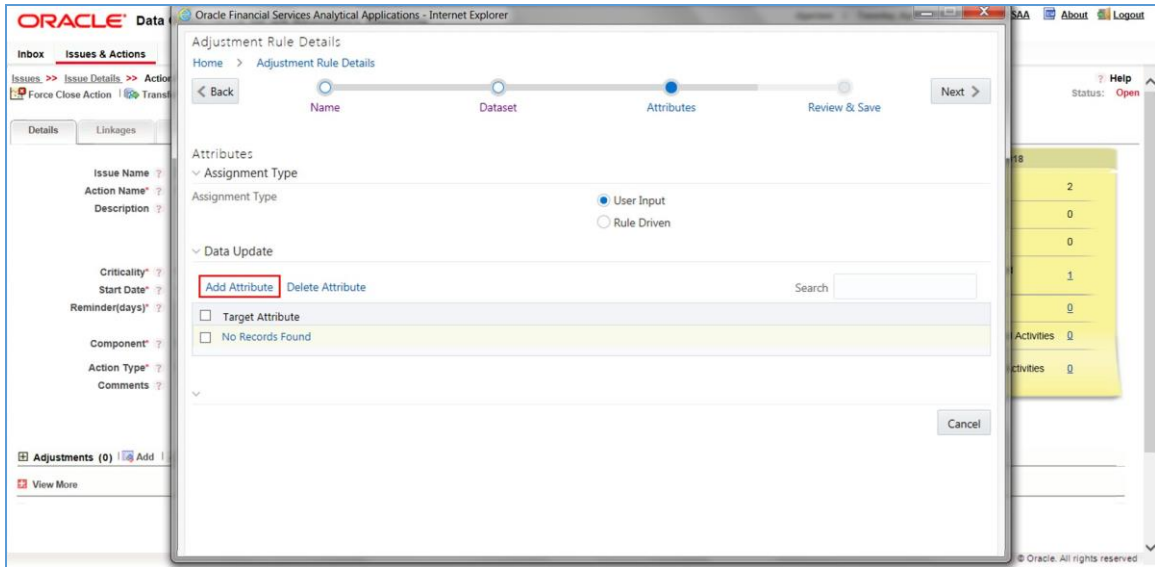 ORACLE® Data
Oracle Financial Services Analytical Applications - Internet Explorer
SAA About Logout
Inbox Issues & Actions
Issues >> Issue Details >> Action
Force Close Action
? Help
Status: Open
Details Linkages
Issue Name ?
Action Name* ?
Description ?
Criticality* ?
Start Date* ?
Reminder(days)* ?
Component* ?
Action Type* ?
Comments ?
Adjustments (0) Add
View More
Adjustment Rule Details
Home > Adjustment Rule Details
< Back
Name Dataset Attributes Review & Save
Next >
Attributes
Assignment Type
Assignment Type
User Input
Rule Driven
Data Update
Add Attribute Delete Attribute Search
Target Attribute
No Records Found
Cancel
2
0
0
1
0
Activities 0
0
© Oracle. All rights reserved